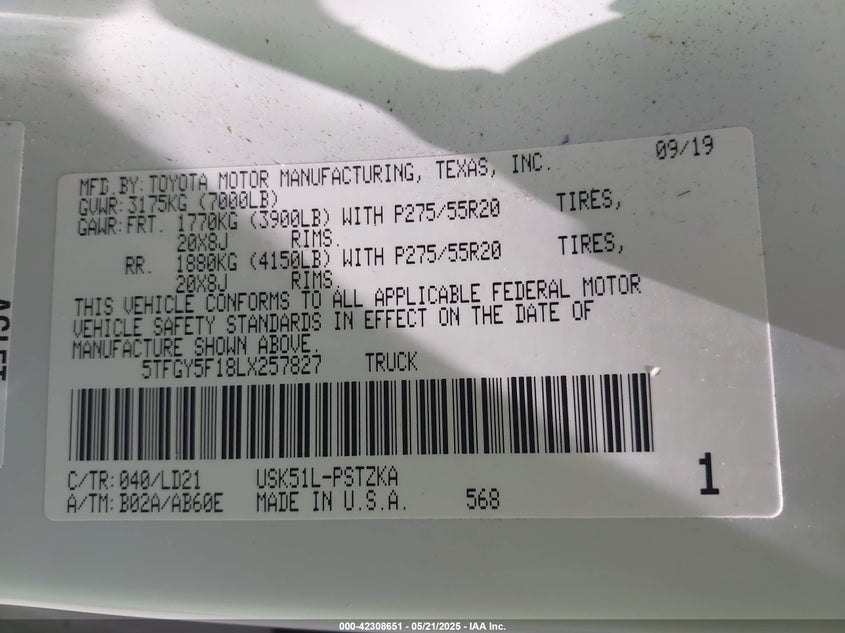 MFD.BY:TOYOTA MOTOR MANUFACTURING, TEXAS, INC. 09/19
GVWR:3175KG (7000LB)
GAWR:FRT. 1770KG (3900LB) WITH P275/55R20 TIRES,
20X8J RIMS.
RR. 1880KG (4150LB) WITH P275/55R20 TIRES,
20X8J RIMS.
THIS VEHICLE CONFORMS TO ALL APPLICABLE FEDERAL MOTOR
VEHICLE SAFETY STANDARDS IN EFFECT ON THE DATE OF
MANUFACTURE SHOWN ABOVE.
5TFGY5F18LX257827 TRUCK
C/TR:040/LD21 USK51L-PSTZKA
A/TM:B02A/AB60E MADE IN U.S.A. 568
1
000-42308651 - 05/21/2025 - IAA Inc.